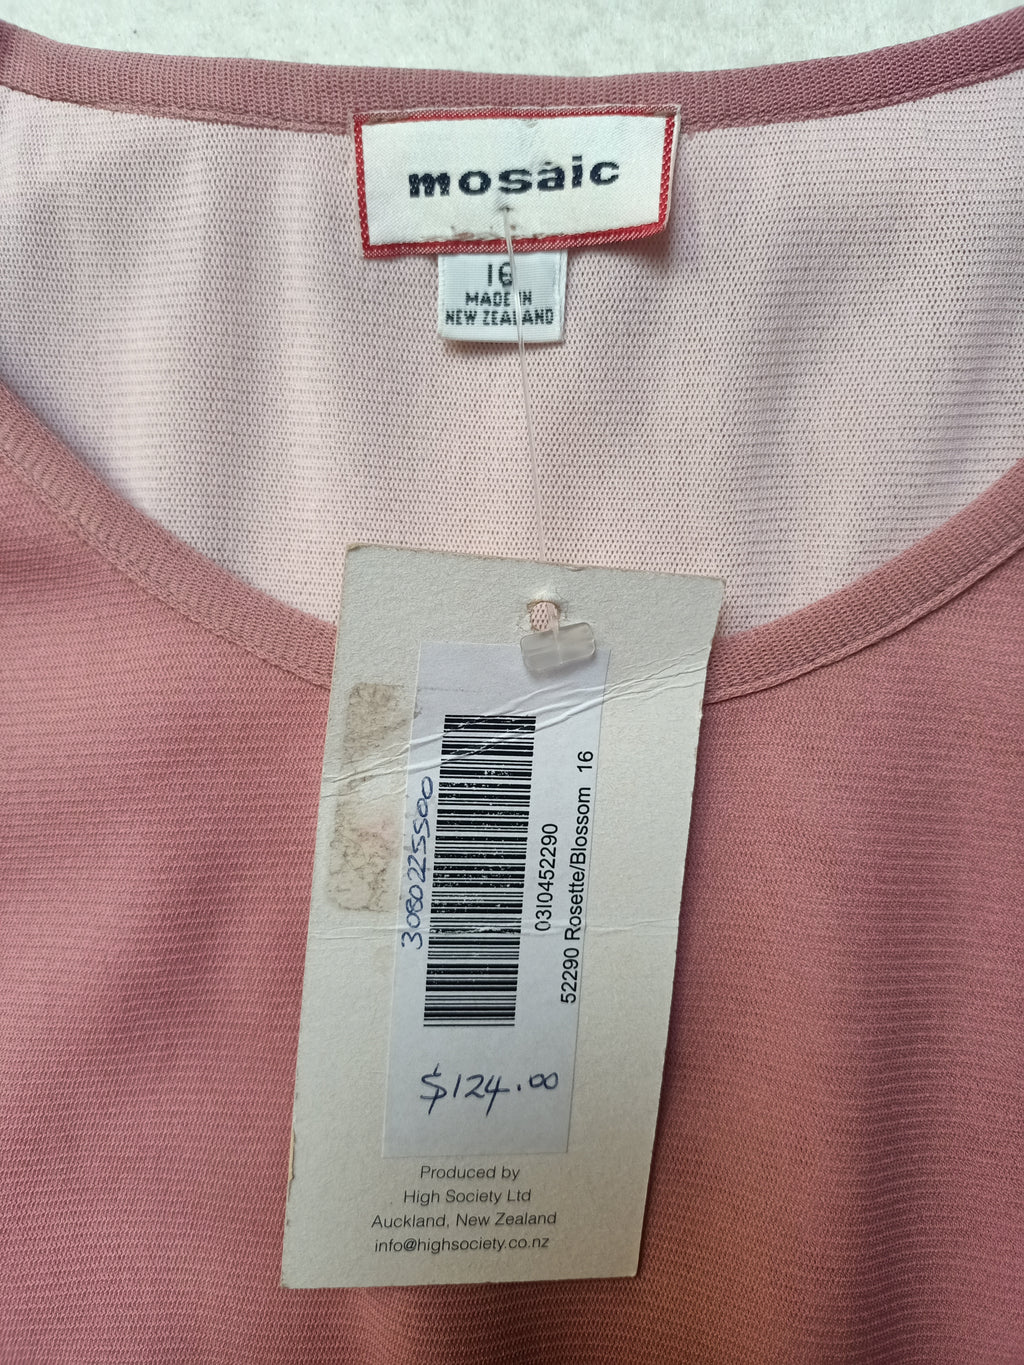 mosaic
16
MADE IN
NEW ZEALAND
3080225500
03I0452290
52290 Rosette/Blossom 16
$124.00
Produced by
High Society Ltd
Auckland, New Zealand
info@highsociety.co.nz